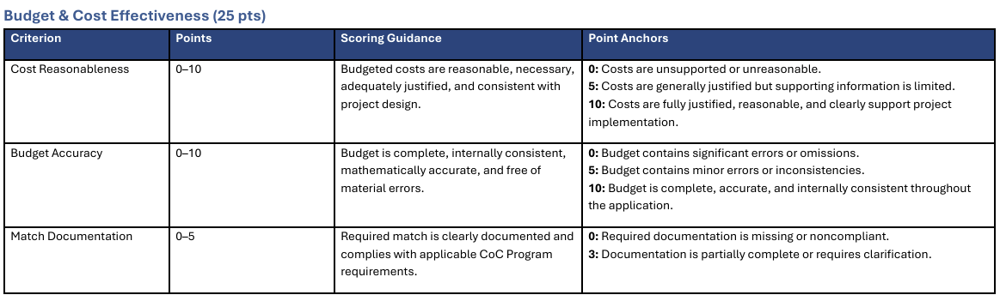 Budget & Cost Effectiveness (25 pts)
Criterion
Points
Scoring Guidance
Point Anchors
Cost Reasonableness
0–10
Budgeted costs are reasonable, necessary,
adequately justified, and consistent with
project design.
0: Costs are unsupported or unreasonable.
5: Costs are generally justified but supporting information is limited.
10: Costs are fully justified, reasonable, and clearly support project
implementation.
Budget Accuracy
0–10
Budget is complete, internally consistent,
mathematically accurate, and free of
material errors.
0: Budget contains significant errors or omissions.
5: Budget contains minor errors or inconsistencies.
10: Budget is complete, accurate, and internally consistent throughout
the application.
Match Documentation
0–5
Required match is clearly documented and
complies with applicable CoC Program
requirements.
0: Required documentation is missing or noncompliant.
3: Documentation is partially complete or requires clarification.